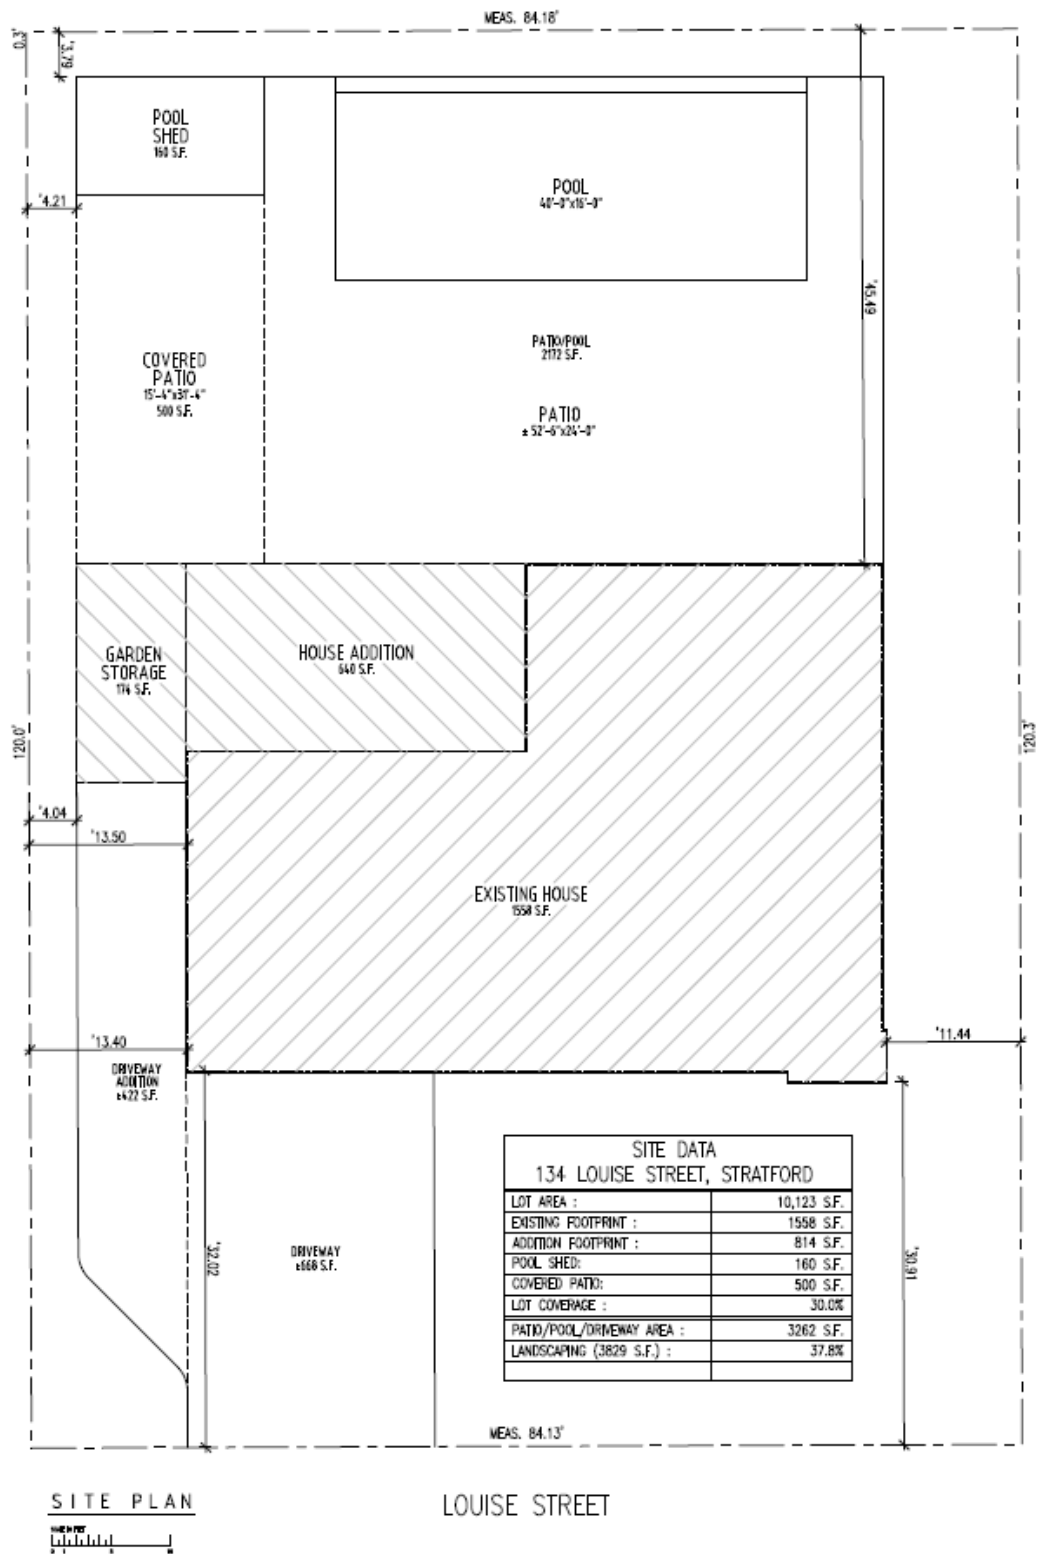 MEAS. 84.18'
0.3'
3.79
POOL
SHED
160 S.F.
POOL
40'-0"x16'-0"
4.21
45.49
PATIO/POOL
2172 S.F.
COVERED
PATIO
500 S.F.
PATIO
± 52'-6"x24'-0"
GARDEN
STORAGE
174 S.F.
HOUSE ADDITION
640 S.F.
120.0'
120.3'
4.04
13.50
EXISTING HOUSE
1558 S.F.
13.40
11.44
DRIVEWAY
ADDITION
±422 S.F.
DRIVEWAY
±668 S.F.
32.02
30.91
SITE DATA
134 LOUISE STREET, STRATFORD
LOT AREA : 10,123 S.F.
EXISTING FOOTPRINT : 1558 S.F.
ADDITION FOOTPRINT : 814 S.F.
POOL SHED: 160 S.F.
COVERED PATIO: 500 S.F.
LOT COVERAGE : 30.0%
PATIO/POOL/DRIVEWAY AREA : 3262 S.F.
LANDSCAPING (3829 S.F.) : 37.8%
MEAS. 84.13'
SITE PLAN
LOUISE STREET